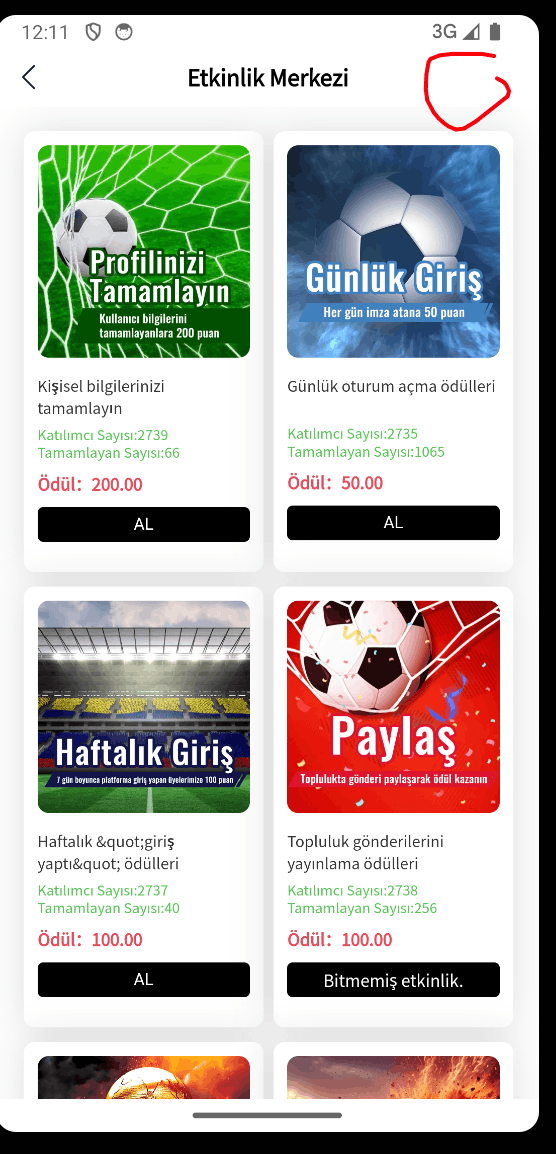 12:11
3G
Etkinlik Merkezi
Profilinizi
Tamamlayın
Kullanıcı bilgilerini
tamamlayanlara 200 puan
Günlük Giriş
Her gün imza atana 50 puan
Kişisel bilgilerinizi
tamamlayın
Katılımcı Sayısı:2739
Tamamlayan Sayısı:66
Ödül: 200.00
AL
Günlük oturum açma ödülleri
Katılımcı Sayısı:2735
Tamamlayan Sayısı:1065
Ödül: 50.00
AL
Haftalık Giriş
7 gün boyunca platforma giriş yapan üyelerimize 100 puan
Paylaş
Toplulukta gönderi paylaşarak ödül kazanın
Haftalık &quot;giriş
yaptı&quot; ödülleri
Katılımcı Sayısı:2737
Tamamlayan Sayısı:40
Ödül: 100.00
AL
Topluluk gönderilerini
yayınlama ödülleri
Katılımcı Sayısı:2738
Tamamlayan Sayısı:256
Ödül: 100.00
Bitmemiş etkinlik.